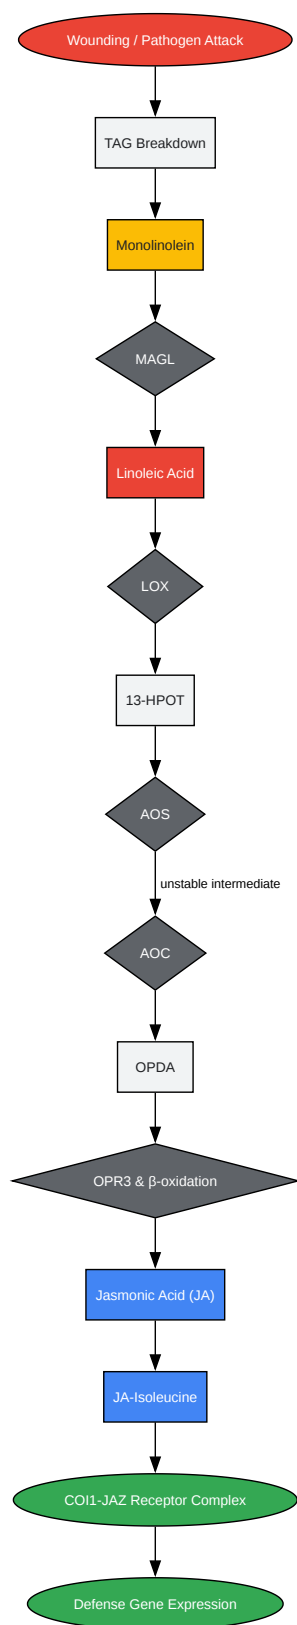 Wounding / Pathogen Attack
TAG Breakdown
Monolinolein
MAGL
Linoleic Acid
LOX
13-HPOT
AOS
unstable intermediate
AOC
OPDA
OPR3 & β-oxidation
Jasmonic Acid (JA)
JA-Isoleucine
COI1-JAZ Receptor Complex
Defense Gene Expression